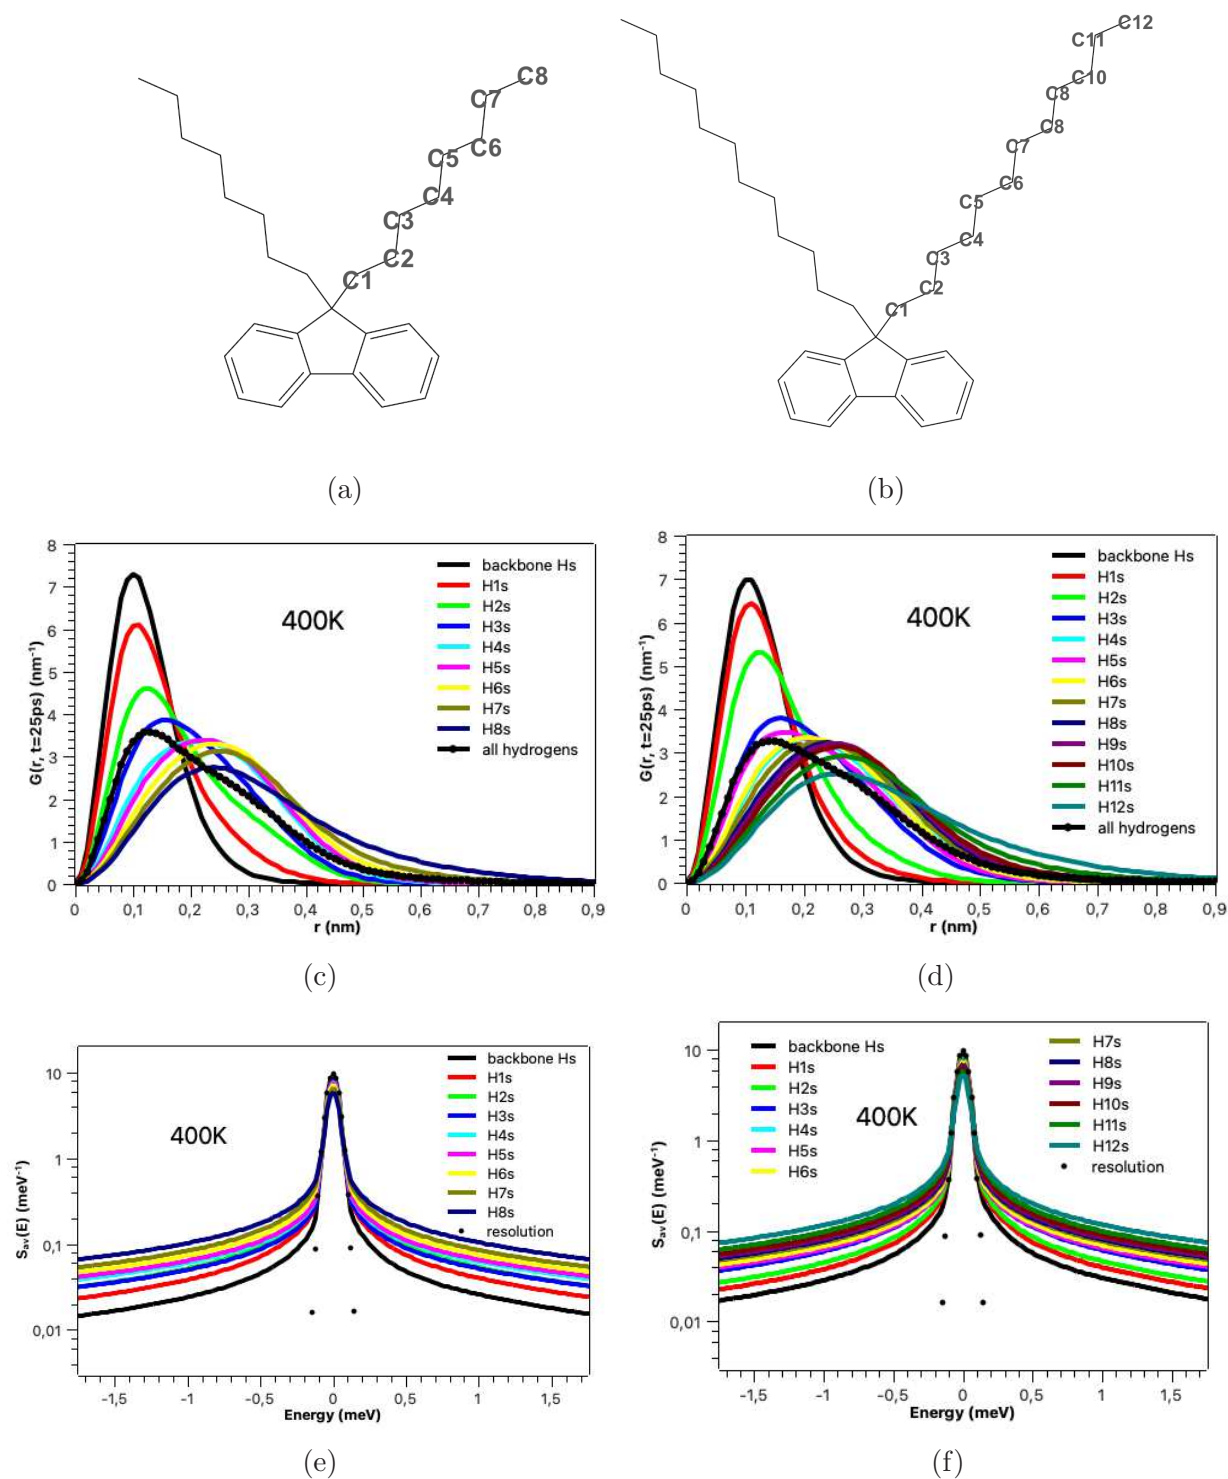 C8
C7
C6
C5
C4
C3
C2
C1
(a)
C12
C11
C10
C8
C8
C7
C6
C5
C4
C3
C2
C1
(b)
8
7
6
5
4
3
2
1
0
G(r, t=25ps) (nm⁻¹)
400K
backbone Hs
H1s
H2s
H3s
H4s
H5s
H6s
H7s
H8s
all hydrogens
0 0,1 0,2 0,3 0,4 0,5 0,6 0,7 0,8 0,9
r (nm)
(c)
8
7
6
5
4
3
2
1
0
G(r, t=25ps) (nm⁻¹)
400K
backbone Hs
H1s
H2s
H3s
H4s
H5s
H6s
H7s
H8s
H9s
H10s
H11s
H12s
all hydrogens
0 0,1 0,2 0,3 0,4 0,5 0,6 0,7 0,8 0,9
r (nm)
(d)
10
1
0,1
0,01
Sav(E) (meV⁻¹)
400K
backbone Hs
H1s
H2s
H3s
H4s
H5s
H6s
H7s
H8s
resolution
-1,5 -1 -0,5 0 0,5 1 1,5
Energy (meV)
(e)
10
1
0,1
0,01
Sav(E) (meV⁻¹)
backbone Hs
H1s
H2s
H3s
H4s
H5s
H6s
400K
H7s
H8s
H9s
H10s
H11s
H12s
resolution
-1,5 -1 -0,5 0 0,5 1 1,5
Energy (meV)
(f)